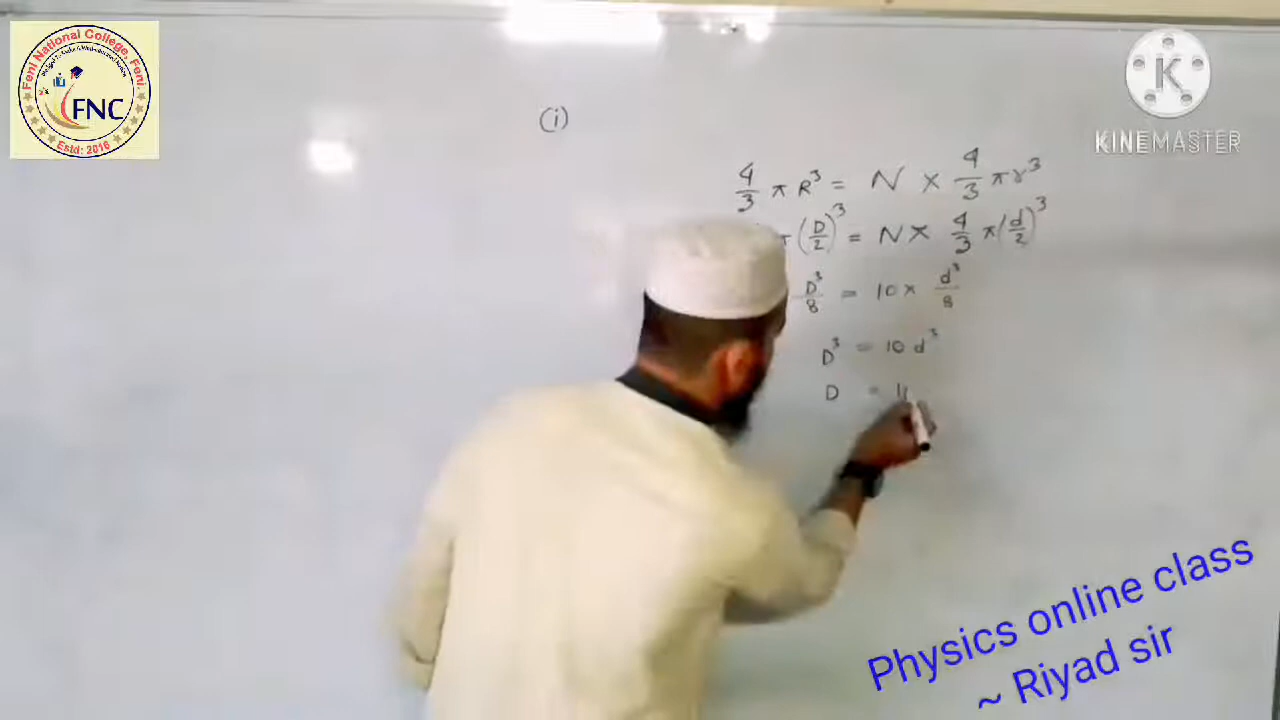 Feni National College, Feni.
FNC
Estd: 2016
K
KINEMASTER
(i)
4/3 π R³ = N × 4/3 π r³
π (D/2)³ = N × 4/3 π (d/2)³
D³/8 = 10 × d³/8
D³ = 10 d³
D =
Physics online class
~ Riyad sir